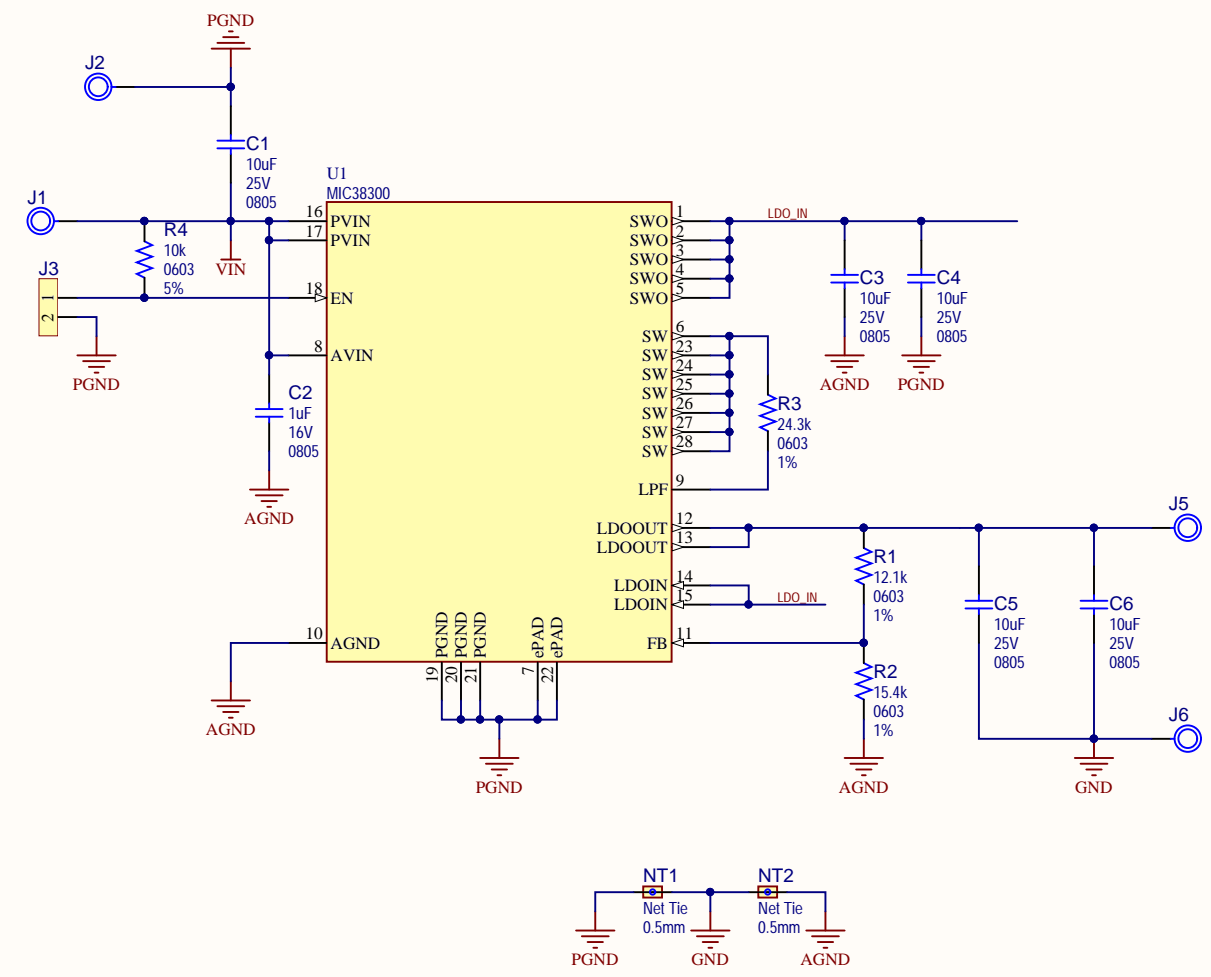 PGND
J2
C1
10uF
25V
0805
U1
MIC38300
J1
R4
10k
0603
5%
VIN
J3
1
2
PGND
16 PVIN
17 PVIN
18 EN
8 AVIN
C2
1uF
16V
0805
AGND
10 AGND
AGND
SWO 1
SWO 2
SWO 3
SWO 4
SWO 5
LDO_IN
C3
10uF
25V
0805
AGND
C4
10uF
25V
0805
PGND
SW 6
SW 23
SW 24
SW 25
SW 26
SW 27
SW 28
R3
24.3k
0603
1%
LPF 9
LDOOUT 12
LDOOUT 13
LDOIN 14
LDOIN 15
LDO_IN
FB 11
R1
12.1k
0603
1%
R2
15.4k
0603
1%
AGND
C5
10uF
25V
0805
C6
10uF
25V
0805
J5
J6
GND
PGND 19
PGND 20
PGND 21
ePAD 7
ePAD 22
PGND
NT1
Net Tie
0.5mm
NT2
Net Tie
0.5mm
PGND
GND
AGND